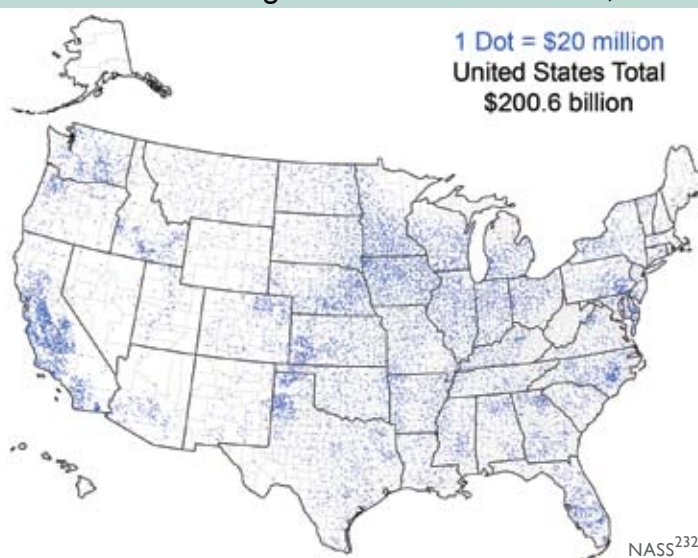 1 Dot = $20 million
United States Total
$200.6 billion
NASS232